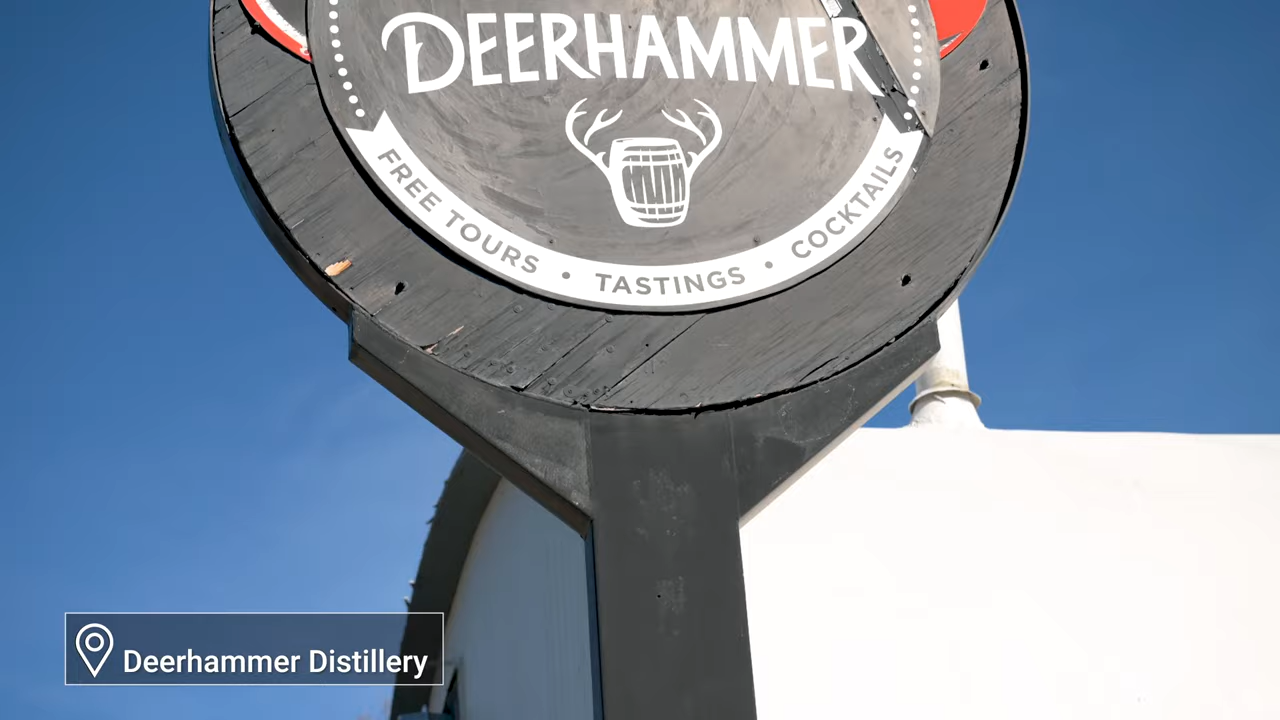 DEERHAMMER
FREE TOURS • TASTINGS • COCKTAILS
Deerhammer Distillery